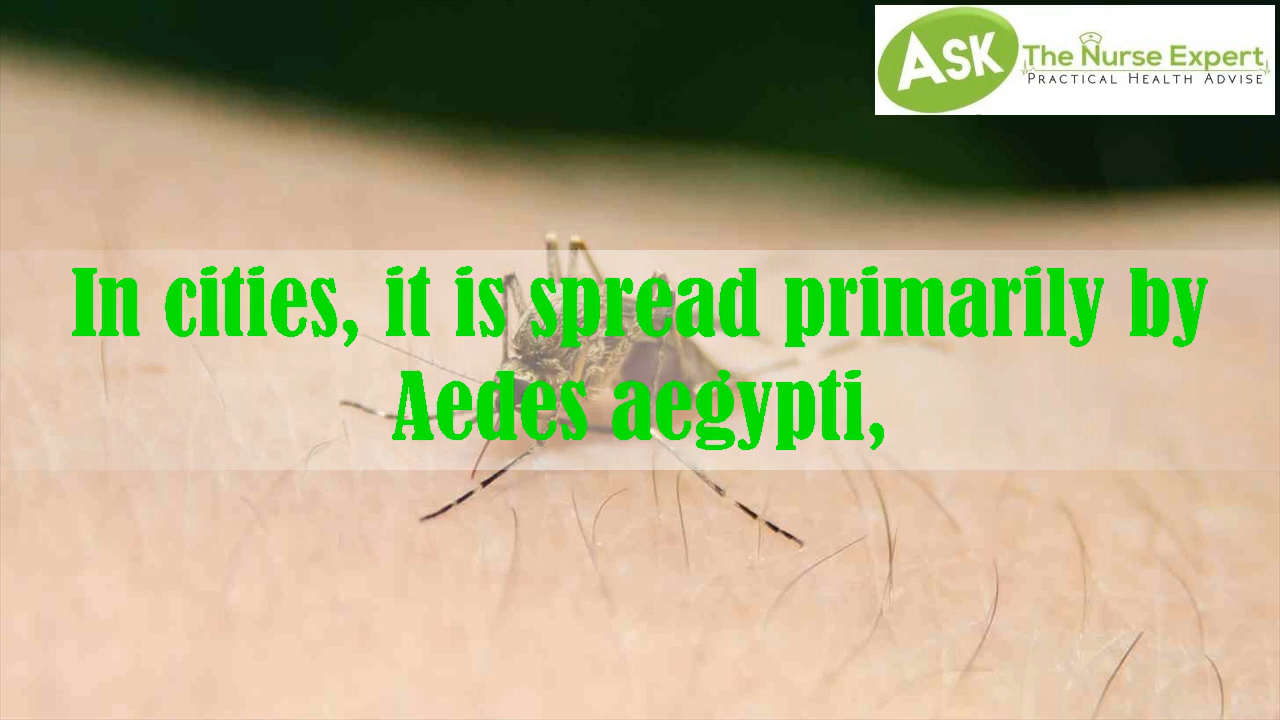 ASK
The Nurse Expert
PRACTICAL HEALTH ADVISE
In cities, it is spread primarily by
Aedes aegypti,